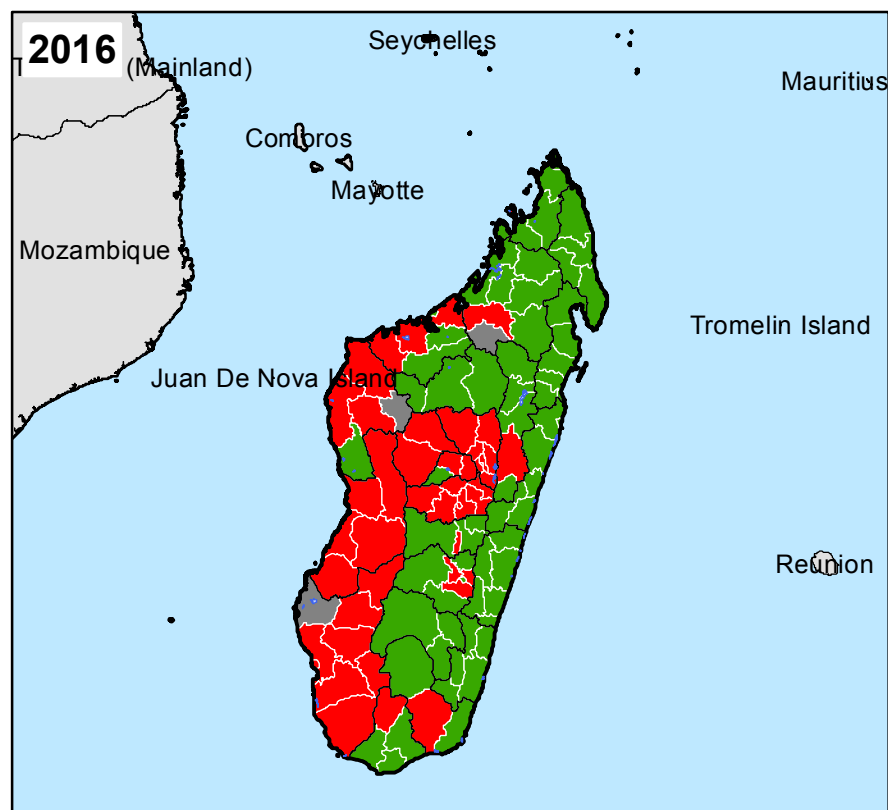 2016
Seychelles
(Mainland)
Mauritius
Comoros
Mayotte
Mozambique
Tromelin Island
Juan De Nova Island
Reunion